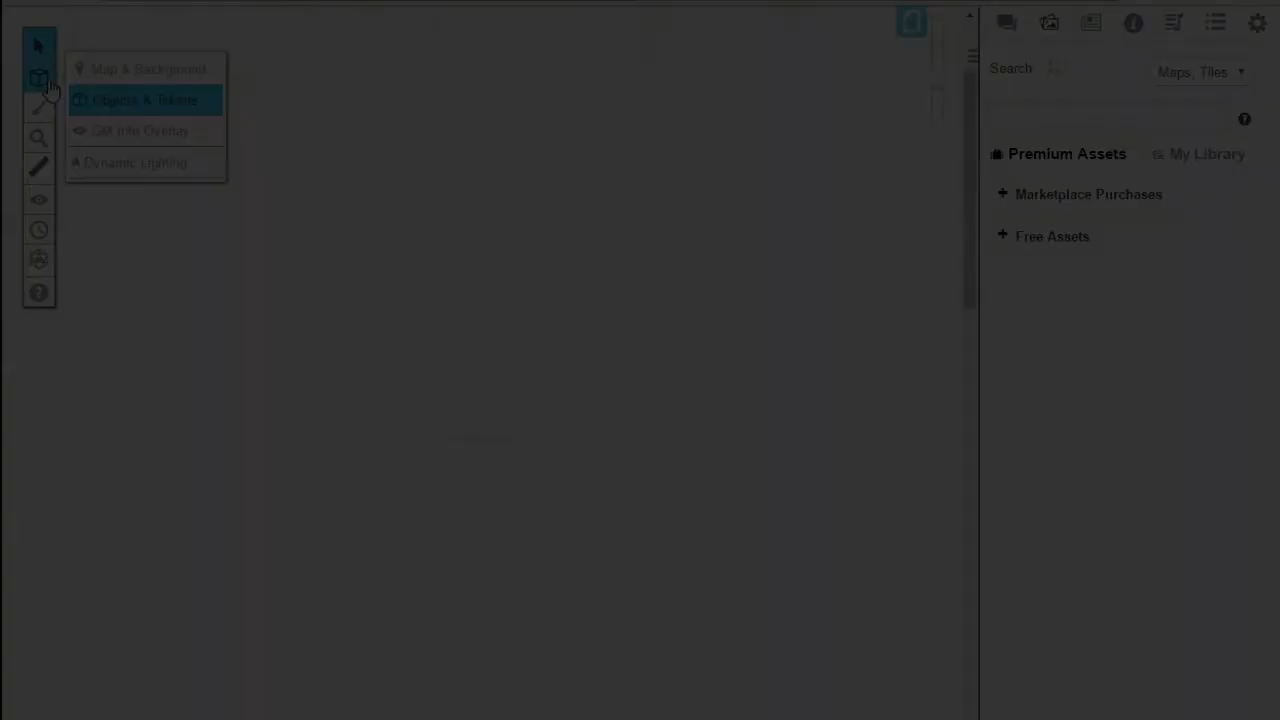 Map & Background
Objects & Tokens
GM Info Overlay
Dynamic Lighting
Search
Maps, Tiles
Premium Assets
My Library
Marketplace Purchases
Free Assets